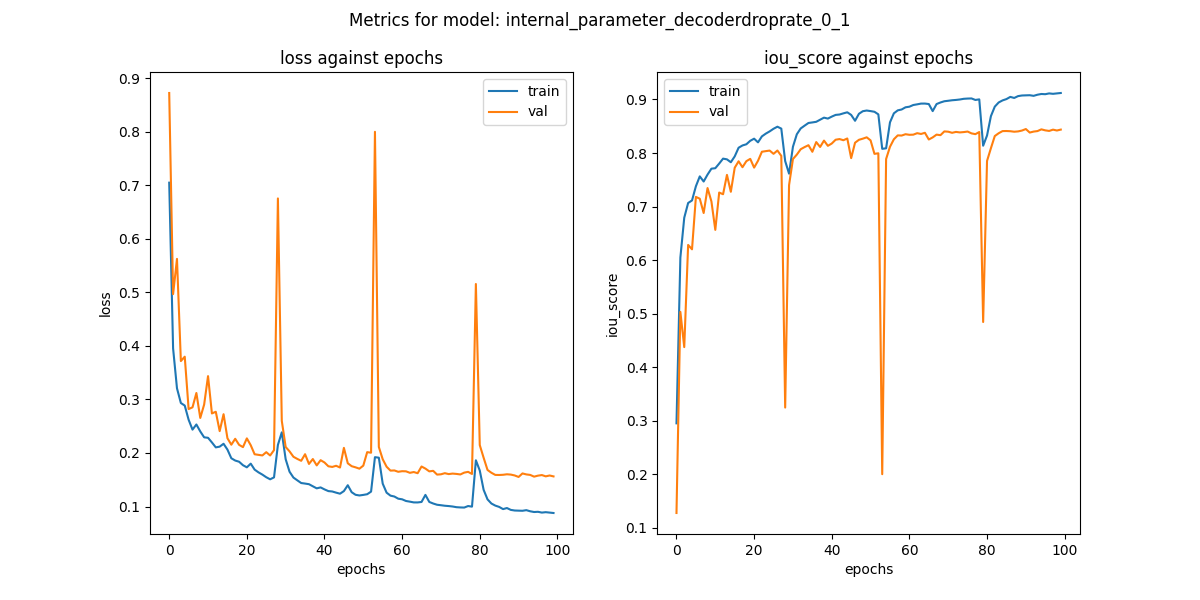 Metrics for model: internal_parameter_decoderdroprate_0_1
loss against epochs
iou_score against epochs
train
val
train
val
0.9
0.8
0.7
0.6
0.5
0.4
0.3
0.2
0.1
loss
0
20
40
60
80
100
epochs
0.9
0.8
0.7
0.6
0.5
0.4
0.3
0.2
0.1
iou_score
0
20
40
60
80
100
epochs